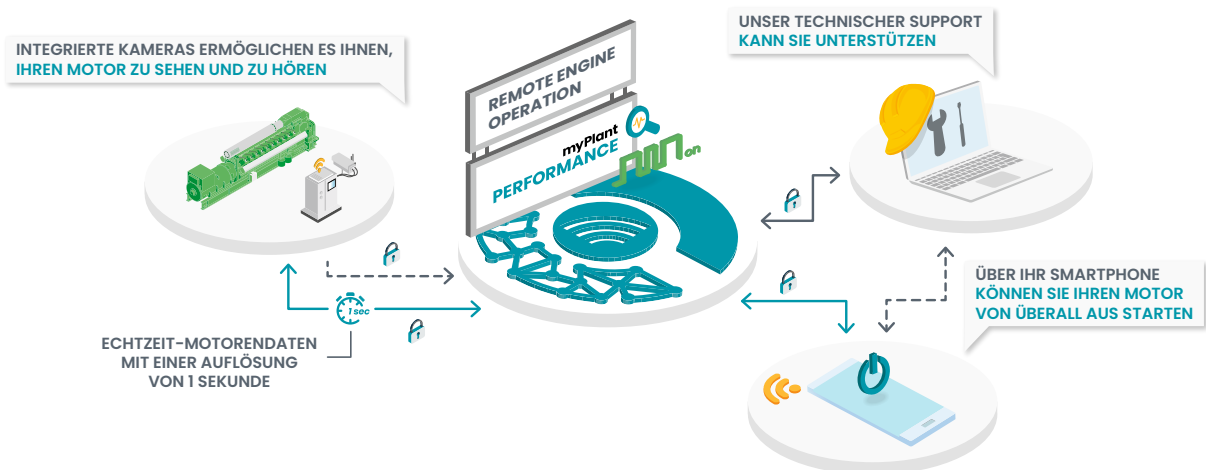 INTEGRIERTE KAMERAS ERMÖGLICHEN ES IHNEN,
IHREN MOTOR ZU SEHEN UND ZU HÖREN
REMOTE ENGINE
OPERATION
myPlant
PERFORMANCE
on
UNSER TECHNISCHER SUPPORT
KANN SIE UNTERSTÜTZEN
1 sec
ECHTZEIT-MOTORENDATEN
MIT EINER AUFLÖSUNG
VON 1 SEKUNDE
ÜBER IHR SMARTPHONE
KÖNNEN SIE IHREN MOTOR
VON ÜBERALL AUS STARTEN